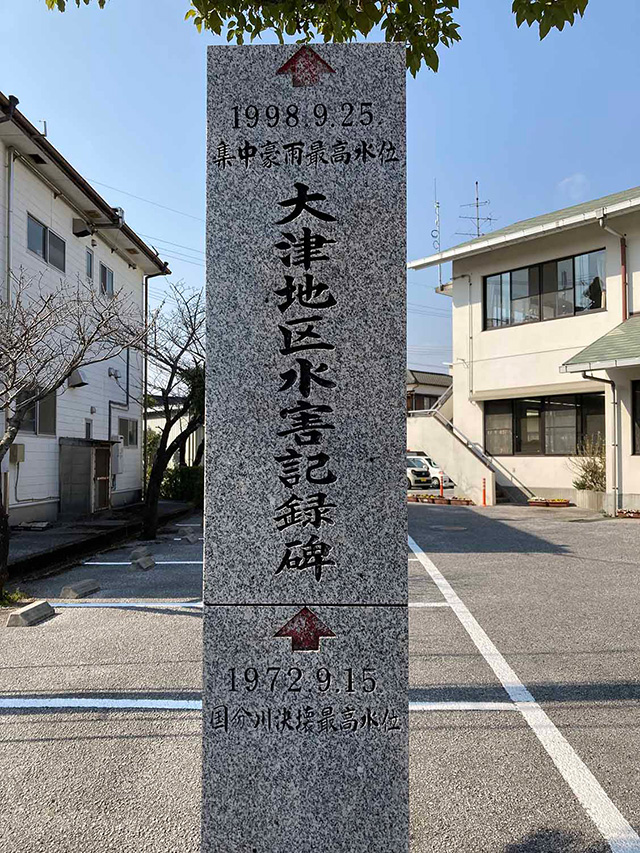 1998.9.25.
集中豪雨最高水位
大津地区水害記録碑
1972.9.15.
国分川決壊最高水位